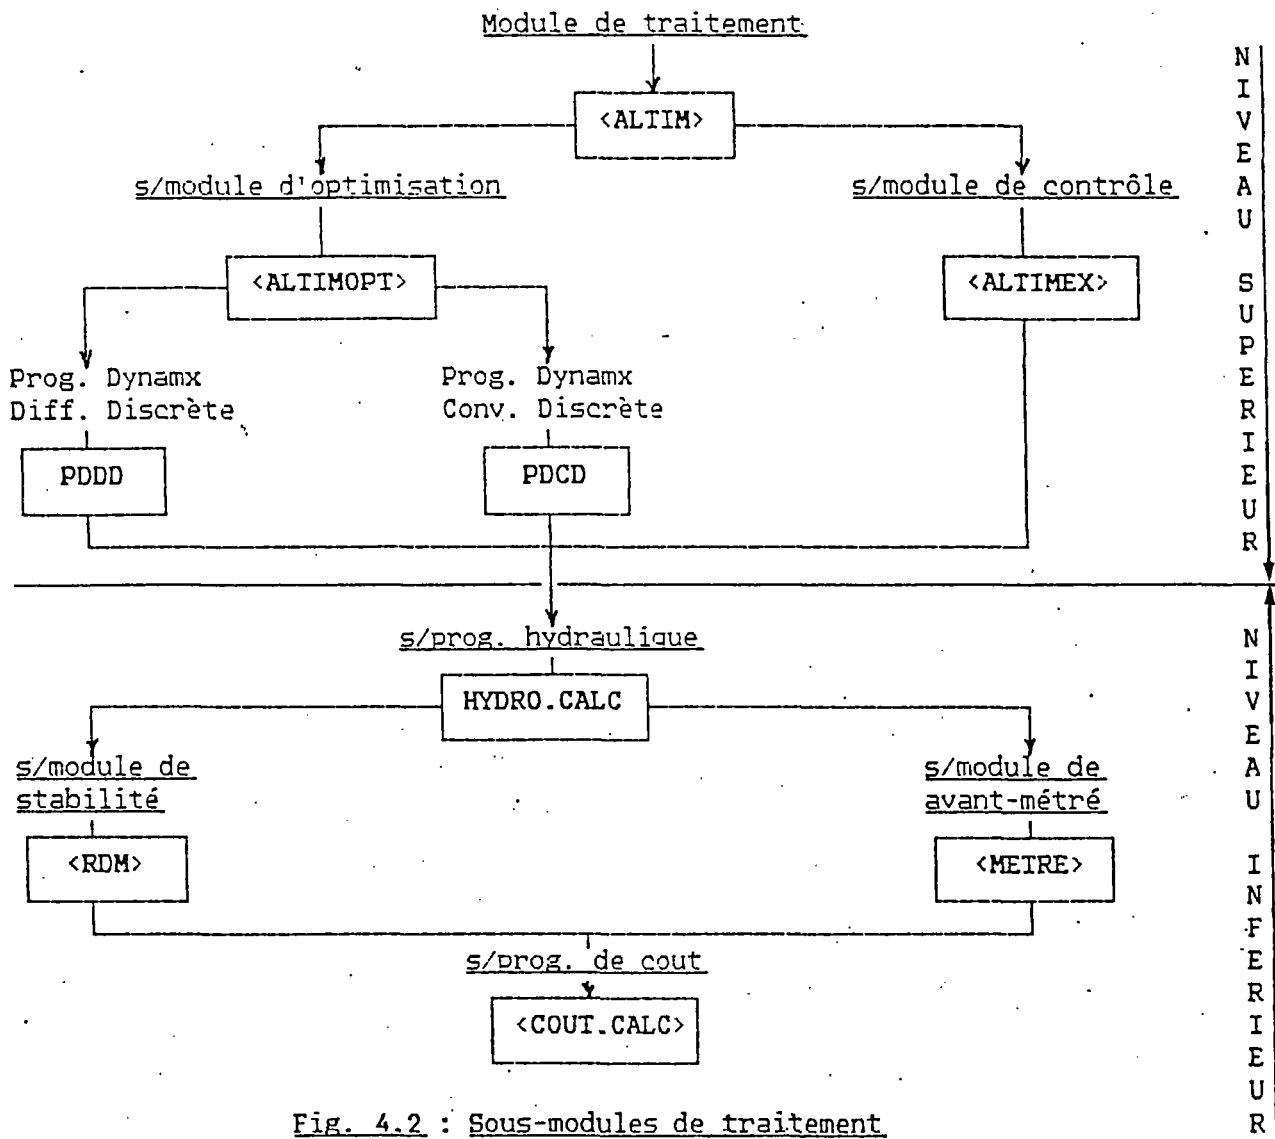 Module de traitement
<ALTIM>
s/module d'optimisation
s/module de contrôle
<ALTIMOPT>
<ALTIMEX>
Prog. Dynamx
Diff. Discrète
Prog. Dynamx
Conv. Discrète
PDDD
PDCD
NIVEAU SUPERIEUR
s/prog. hydraulique
HYDRO.CALC
s/module de
stabilité
s/module de
avant-métré
<RDM>
<METRE>
s/prog. de cout
<COUT.CALC>
NIVEAU INFERIEUR
Fig. 4.2 : Sous-modules de traitement